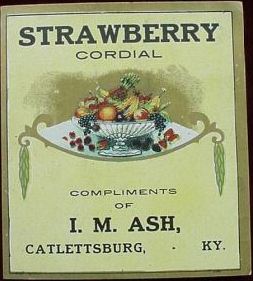 STRAWBERRY
CORDIAL
COMPLIMENTS
OF
I. M. ASH,
CATLETTSBURG, · KY.